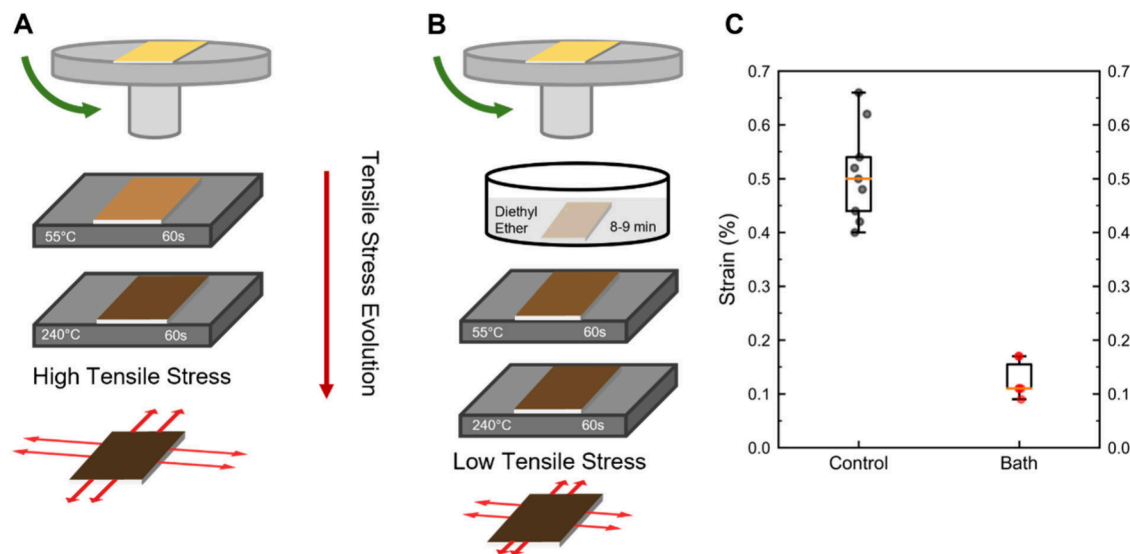 A
55°C 60s
240°C 60s
High Tensile Stress
Tensile Stress Evolution
B
Diethyl
Ether
8-9 min
55°C 60s
240°C 60s
Low Tensile Stress
C
0.7 0.7
0.6 0.6
0.5 0.5
0.4 0.4
0.3 0.3
0.2 0.2
0.1 0.1
0.0 0.0
Strain (%)
Control Bath